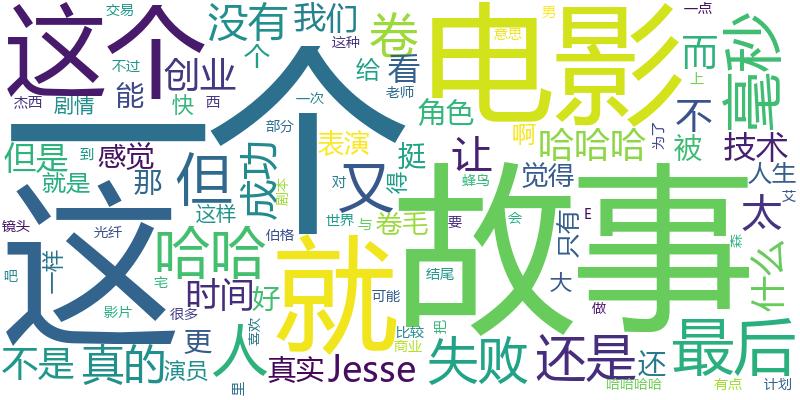 这个
一个
这
电影
故事
就
交易
不过
杰西
剧情
创业
没有
我们
个
能
快
西
这种
给
卷
看
老师
意思
男
一点
上
而
毫秒
角色
啊
不
哈哈哈
为了
被
技术
但是
到
感觉
那
就是
但
成功
一次
部分
表演
剧本
又
对
挺
得
让
蜂鸟
觉得
人生
艾
太
什么
镜头
光纤
一样
这样
哈哈
伯格
世界
与
卷毛
要
会
只有
E
大
森
做
吧
宅
影片
时间
好
很多
更
喜欢
结尾
可能
比较
把
商业
还是
还
最后
不是
真的
演员
人
里
真实
Jesse
失败
哈哈哈哈
有点
计划